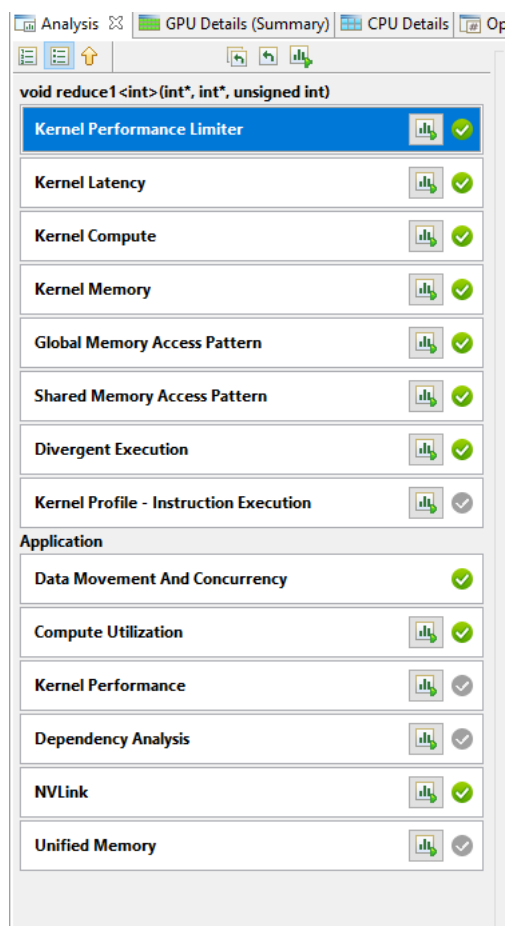 Analysis GPU Details (Summary) CPU Details Op
void reduce1<int>(int*, int*, unsigned int)
Kernel Performance Limiter
Kernel Latency
Kernel Compute
Kernel Memory
Global Memory Access Pattern
Shared Memory Access Pattern
Divergent Execution
Kernel Profile - Instruction Execution
Application
Data Movement And Concurrency
Compute Utilization
Kernel Performance
Dependency Analysis
NVLink
Unified Memory